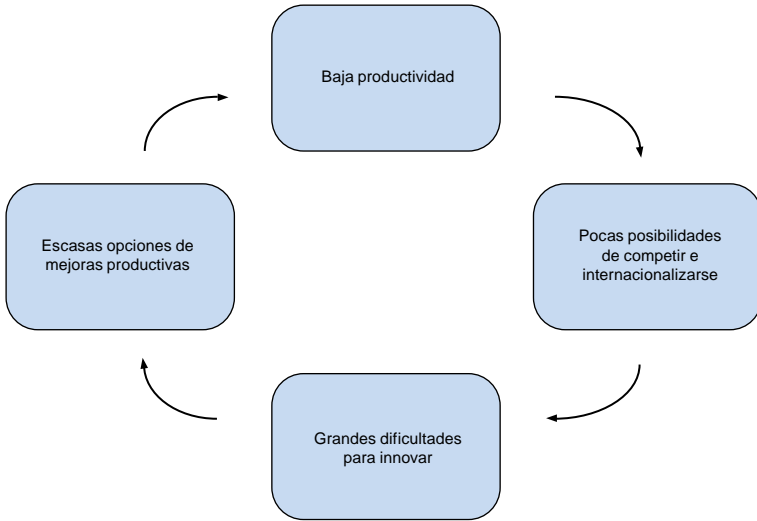 Baja productividad
Pocas posibilidades
de competir e
internacionalizarse
Grandes dificultades
para innovar
Escasas opciones de
mejoras productivas